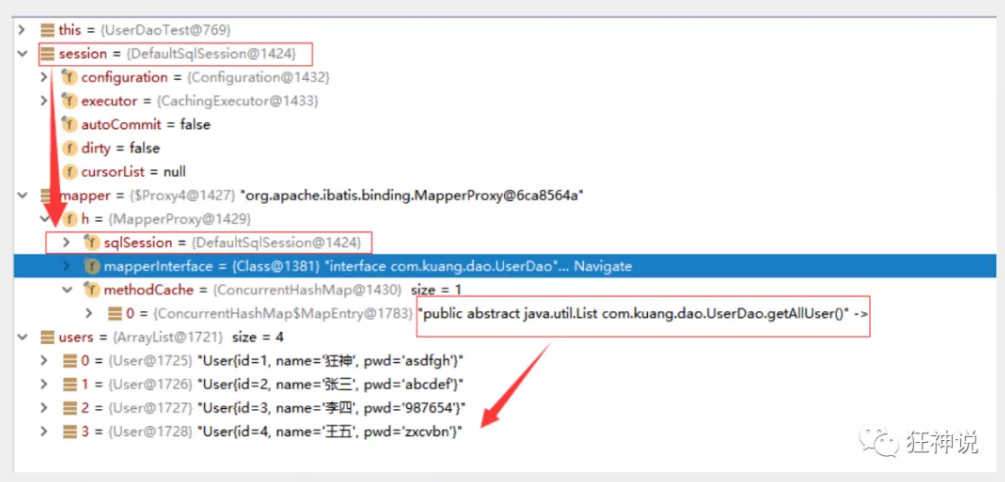 this = {UserDaoTest@769}
session = {DefaultSqlSession@1424}
configuration = {Configuration@1432}
executor = {CachingExecutor@1433}
autoCommit = false
dirty = false
cursorList = null
mapper = {$Proxy4@1427} "org.apache.ibatis.binding.MapperProxy@6ca8564a"
h = {MapperProxy@1429}
sqlSession = {DefaultSqlSession@1424}
mapperInterface = {Class@1381} "interface com.kuang.dao.UserDao"... Navigate
methodCache = {ConcurrentHashMap@1430} size = 1
0 = {ConcurrentHashMap$MapEntry@1783} "public abstract java.util.List com.kuang.dao.UserDao.getAllUser()" ->
users = {ArrayList@1721} size = 4
0 = {User@1725} "User{id=1, name='狂神', pwd='asdfgh'}"
1 = {User@1726} "User{id=2, name='张三', pwd='abcdef'}"
2 = {User@1727} "User{id=3, name='李四', pwd='987654'}"
3 = {User@1728} "User{id=4, name='王五', pwd='zxcvbn'}"
狂神说